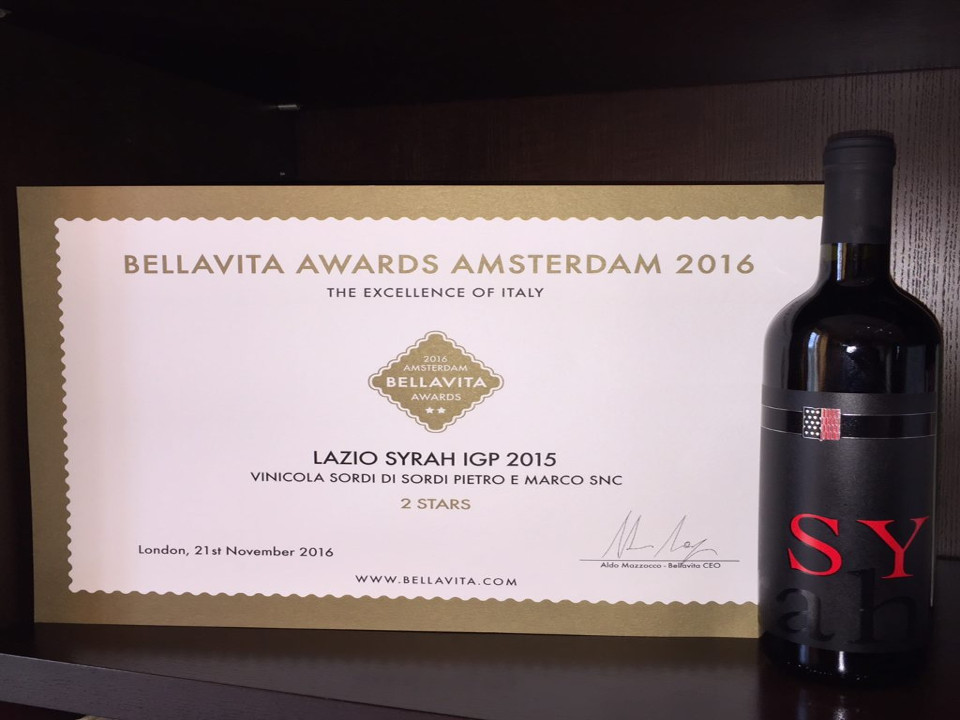 BELLAVITA AWARDS AMSTERDAM 2016
THE EXCELLENCE OF ITALY
2016
AMSTERDAM
BELLAVITA
AWARDS
LAZIO SYRAH IGP 2015
VINICOLA SORDI DI SORDI PIETRO E MARCO SNC
2 STARS
London, 21st November 2016
Aldo Mazzocco - Bellavita CEO
WWW.BELLAVITA.COM
SY
ah